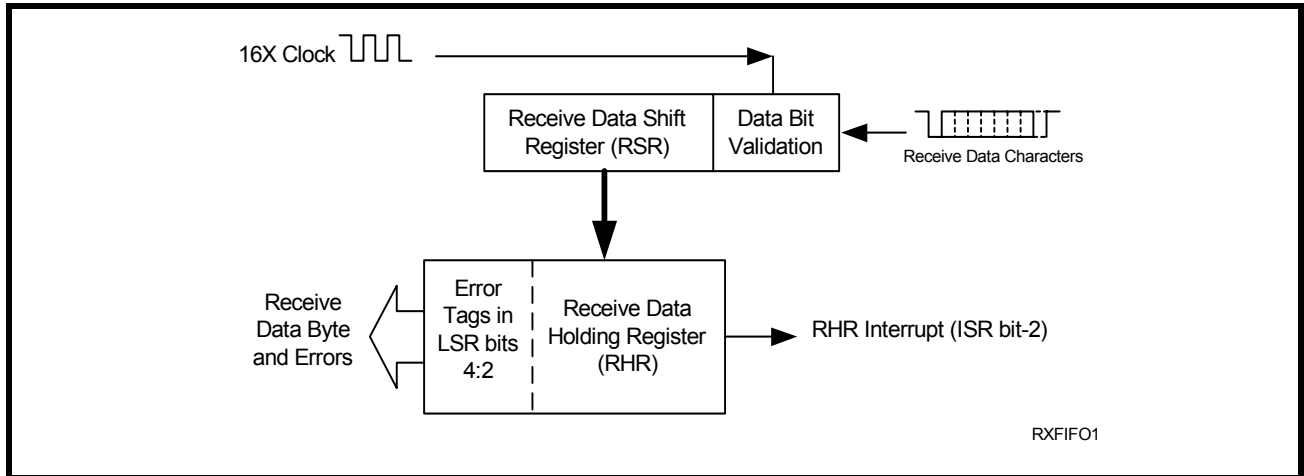 16X Clock
Receive Data Shift
Register (RSR)
Data Bit
Validation
Receive Data Characters
Receive
Data Byte
and Errors
Error
Tags in
LSR bits
4:2
Receive Data
Holding Register
(RHR)
RHR Interrupt (ISR bit-2)
RXFIFO1